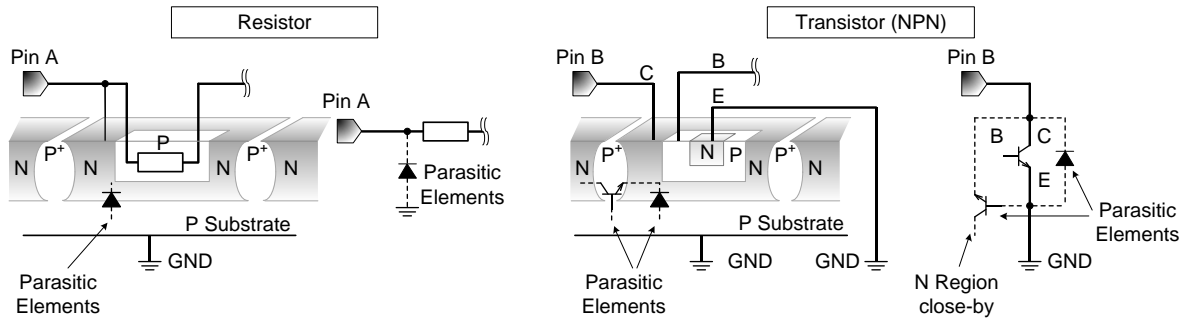 Resistor
Transistor (NPN)
Pin A
Pin A
Pin B
C
B
E
Pin B
N
P+
N
P
P+
N
N
P+
N
N
P
P+
N
B
C
E
Parasitic
Elements
P Substrate
GND
Parasitic
Elements
P Substrate
GND
GND
Parasitic
Elements
Parasitic
Elements
GND
N Region
close-by